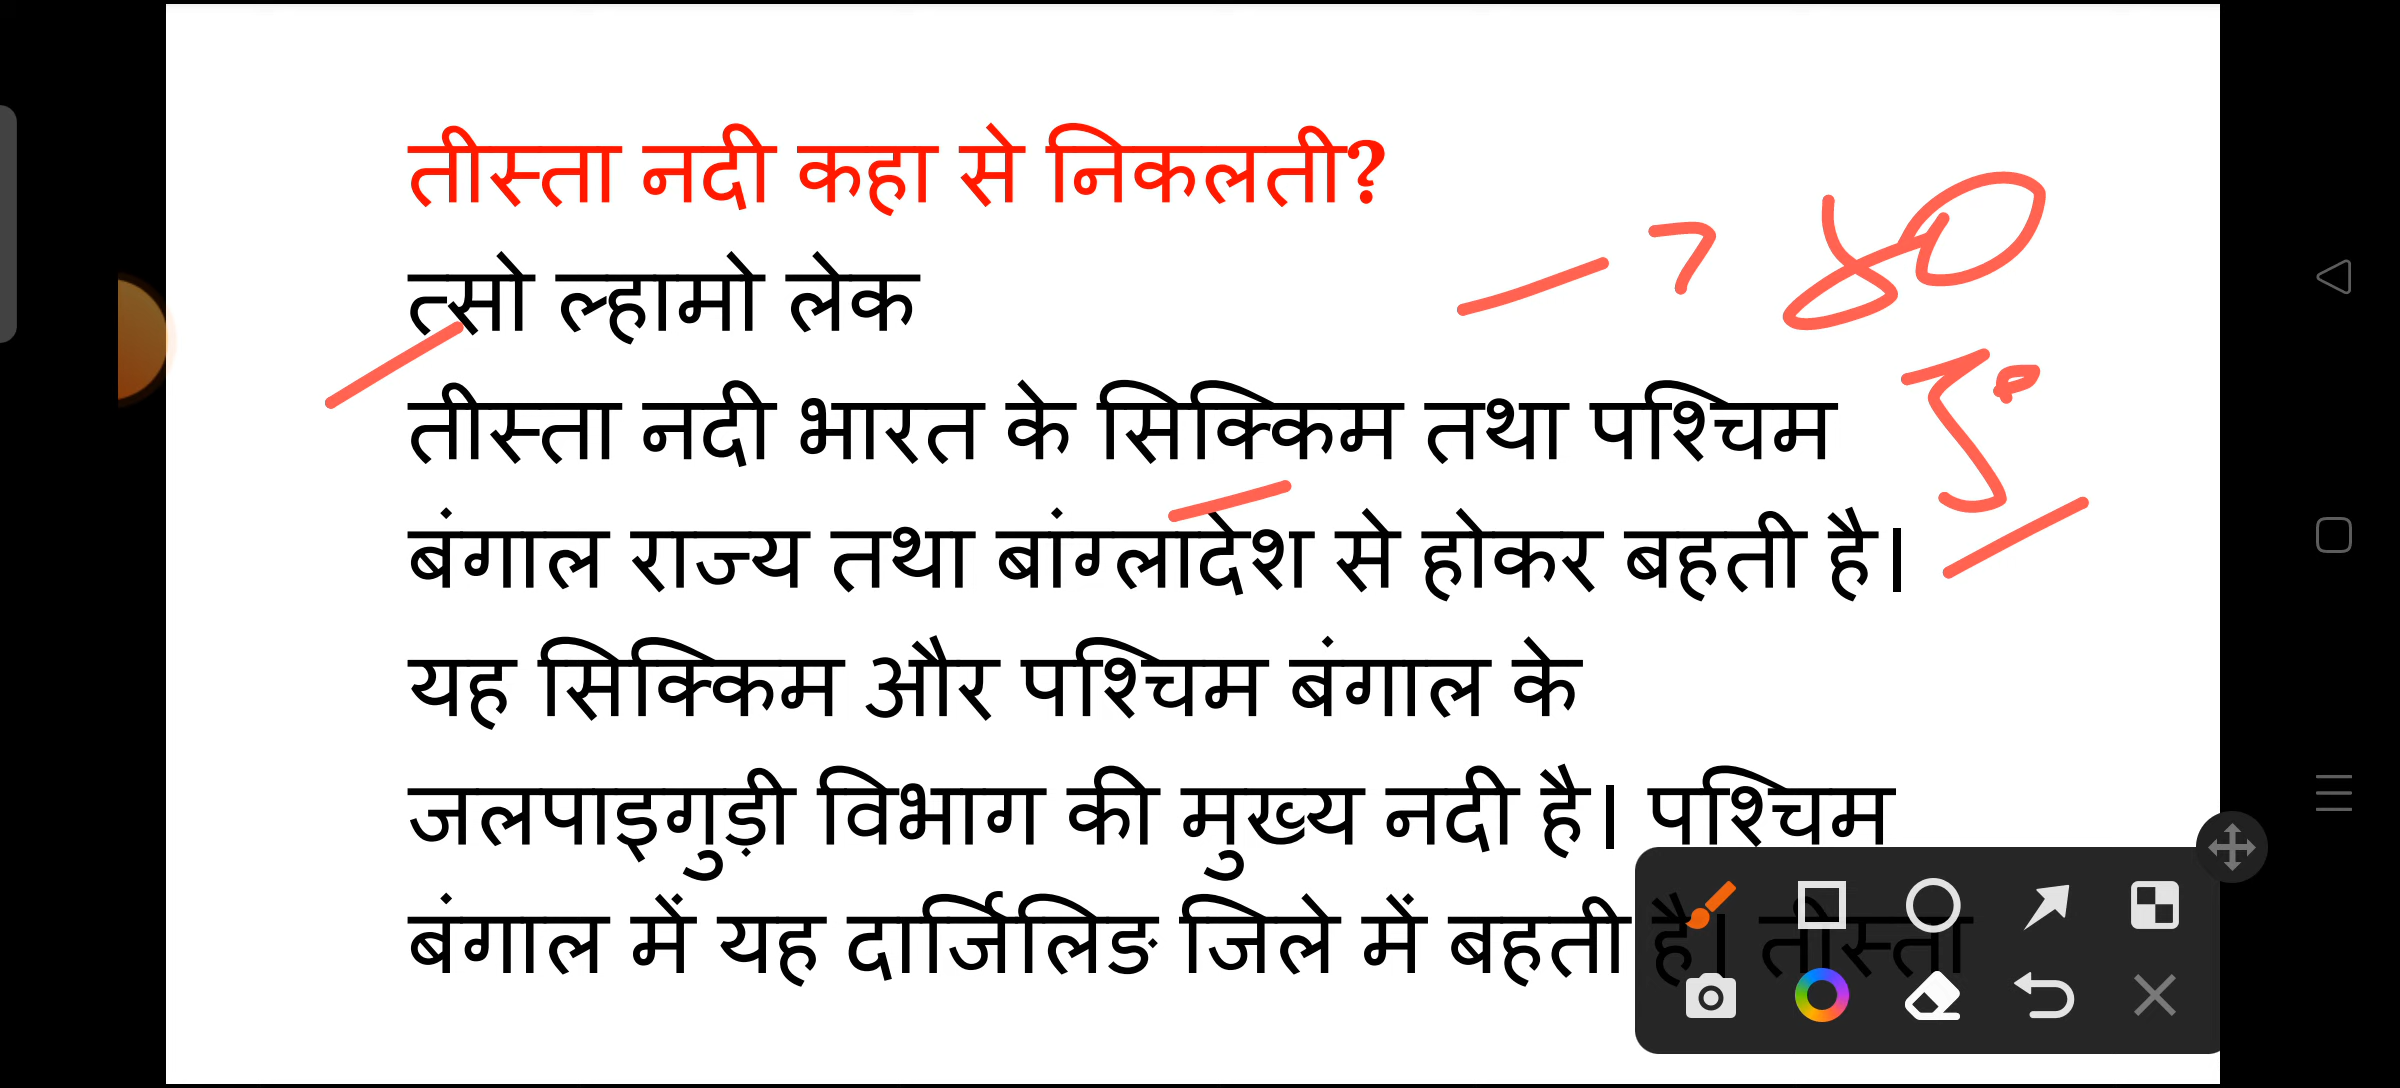 तीस्ता नदी कहा से निकलती?
त्सो ल्हामो लेक
तीस्ता नदी भारत के सिक्किम तथा पश्चिम
बंगाल राज्य तथा बांग्लादेश से होकर बहती है।
यह सिक्किम और पश्चिम बंगाल के
जलपाइगुड़ी विभाग की मुख्य नदी है। पश्चिम
बंगाल में यह दार्जिलिङ जिले में बहती है। तीस्ता